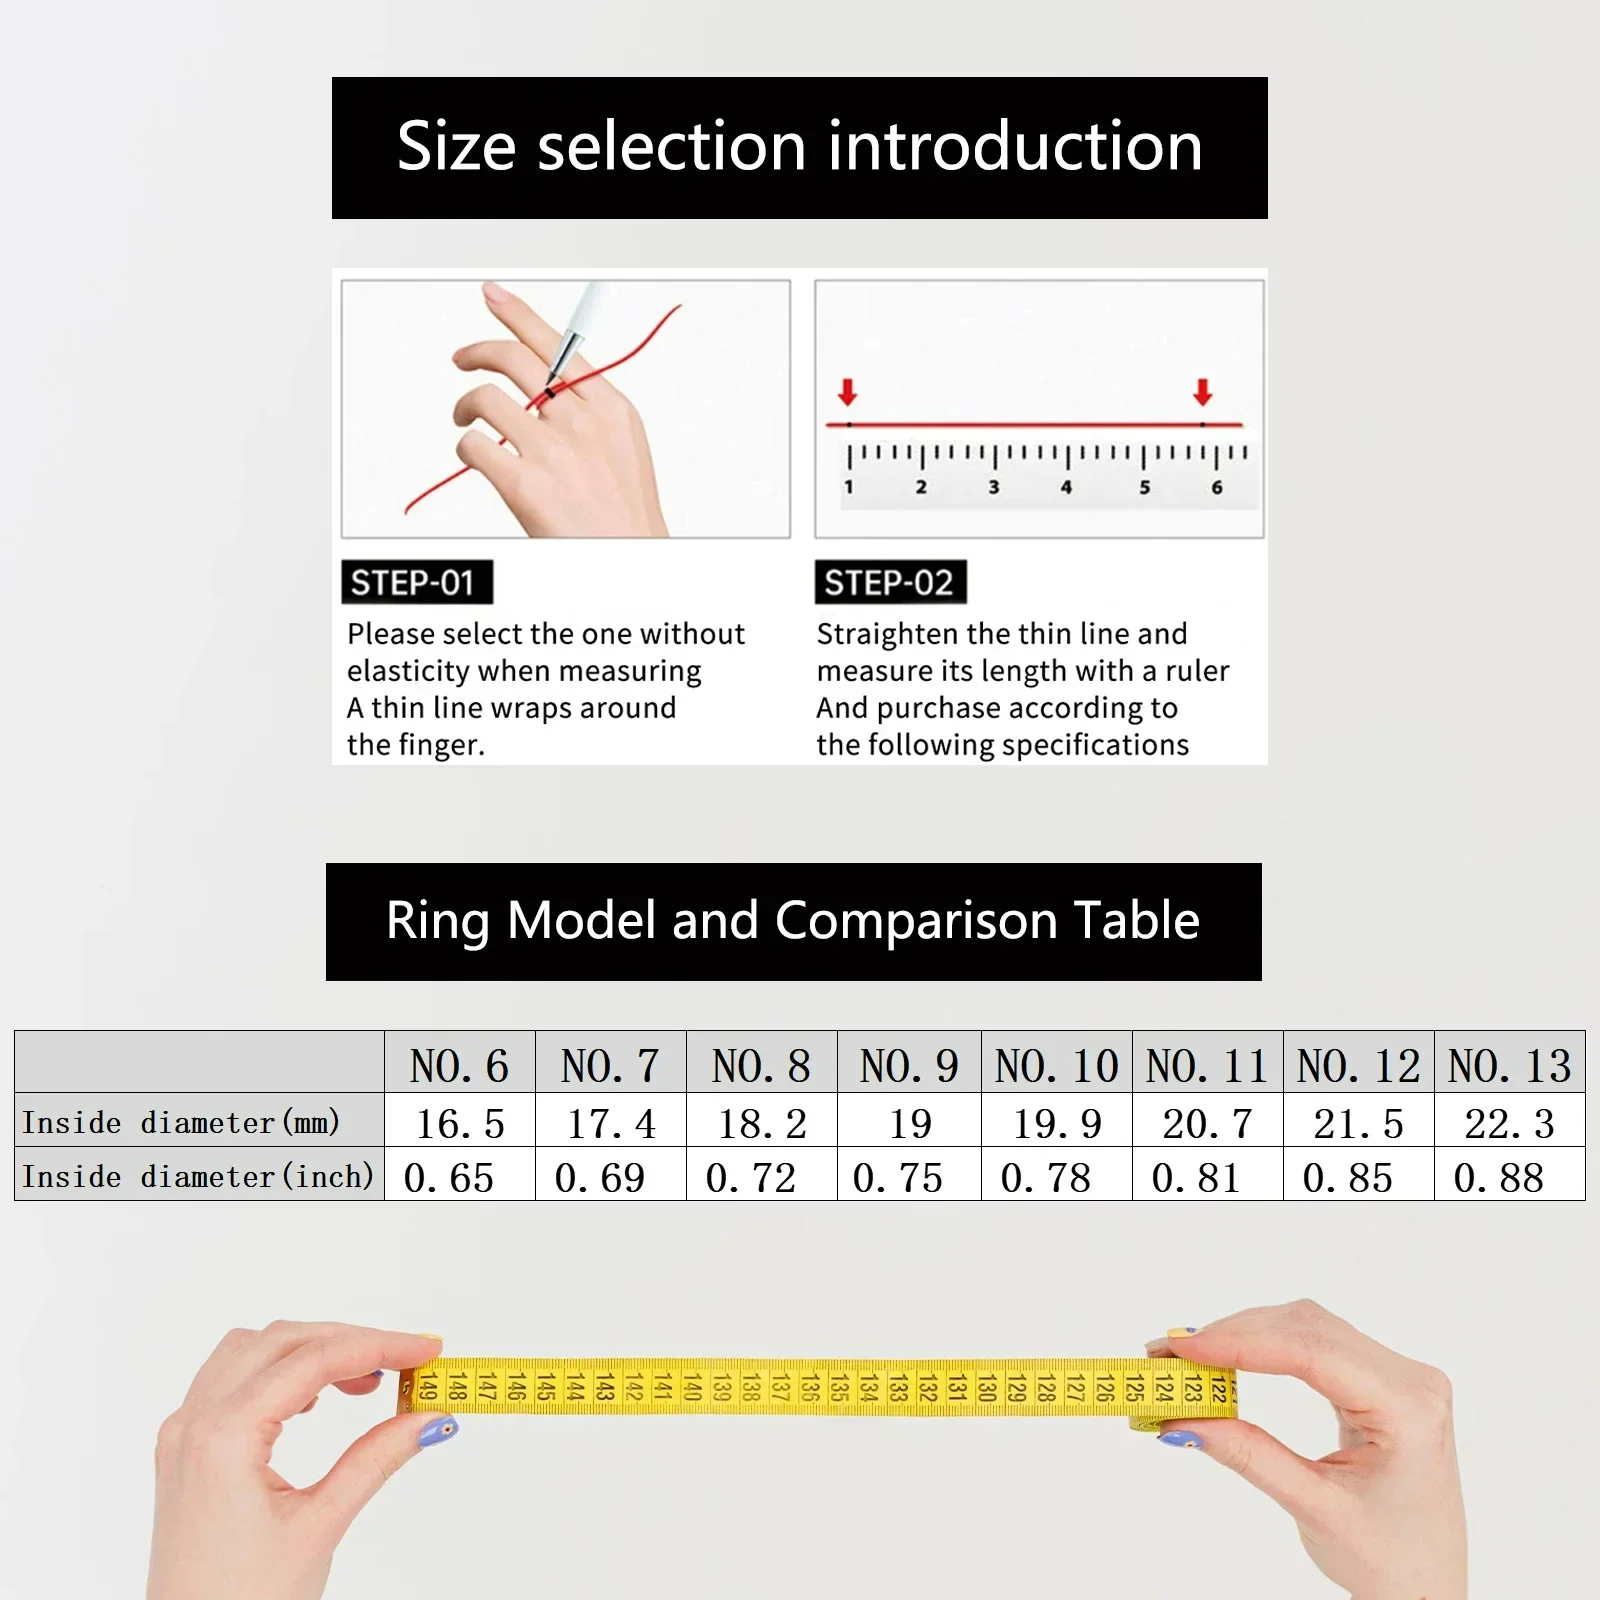 Size selection introduction
1 2 3 4 5 6
STEP-01
Please select the one without
elasticity when measuring
A thin line wraps around
the finger.
STEP-02
Straighten the thin line and
measure its length with a ruler
And purchase according to
the following specifications
Ring Model and Comparison Table
NO. 6 NO. 7 NO. 8 NO. 9 NO. 10 NO. 11 NO. 12 NO. 13
Inside diameter(mm) 16.5 17.4 18.2 19 19.9 20.7 21.5 22.3
Inside diameter(inch) 0.65 0.69 0.72 0.75 0.78 0.81 0.85 0.88
149 148 147 146 145 144 143 142 141 140 139 138 137 136 135 134 133 132 131 130 129 128 127 126 125 124 123 122